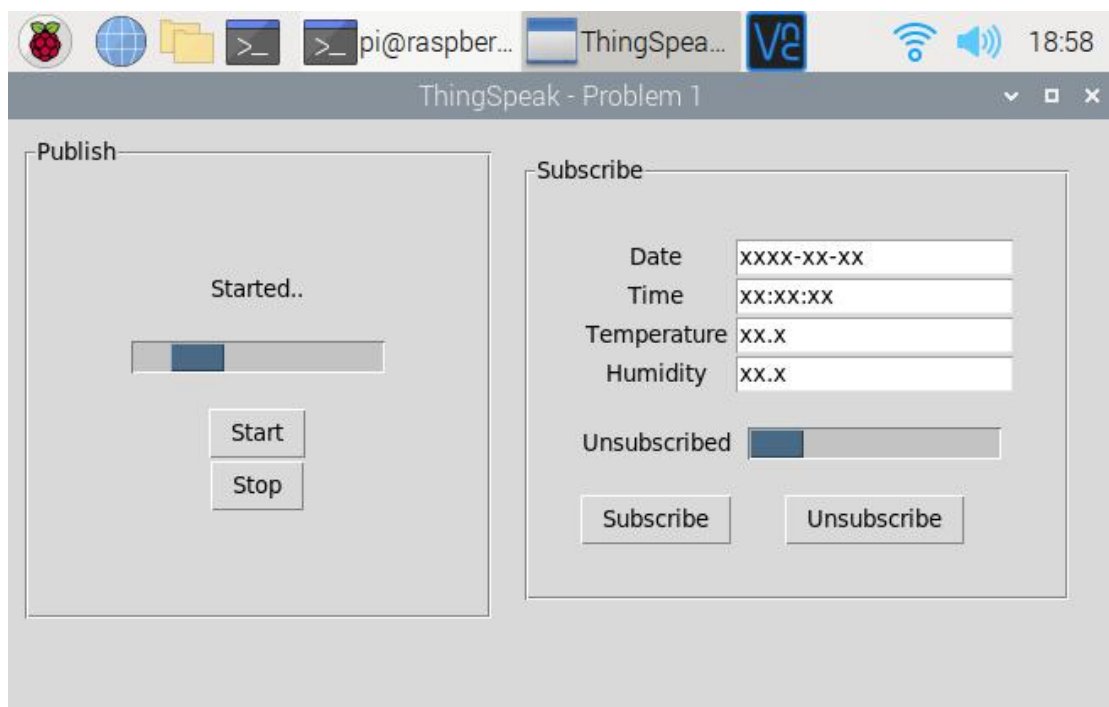 >_ >_ pi@raspber... ThingSpea... VNC 18:58
ThingSpeak - Problem 1
Publish
Started..
Start
Stop
Subscribe
Date xxxx-xx-xx
Time xx:xx:xx
Temperature xx.x
Humidity xx.x
Unsubscribed
Subscribe Unsubscribe